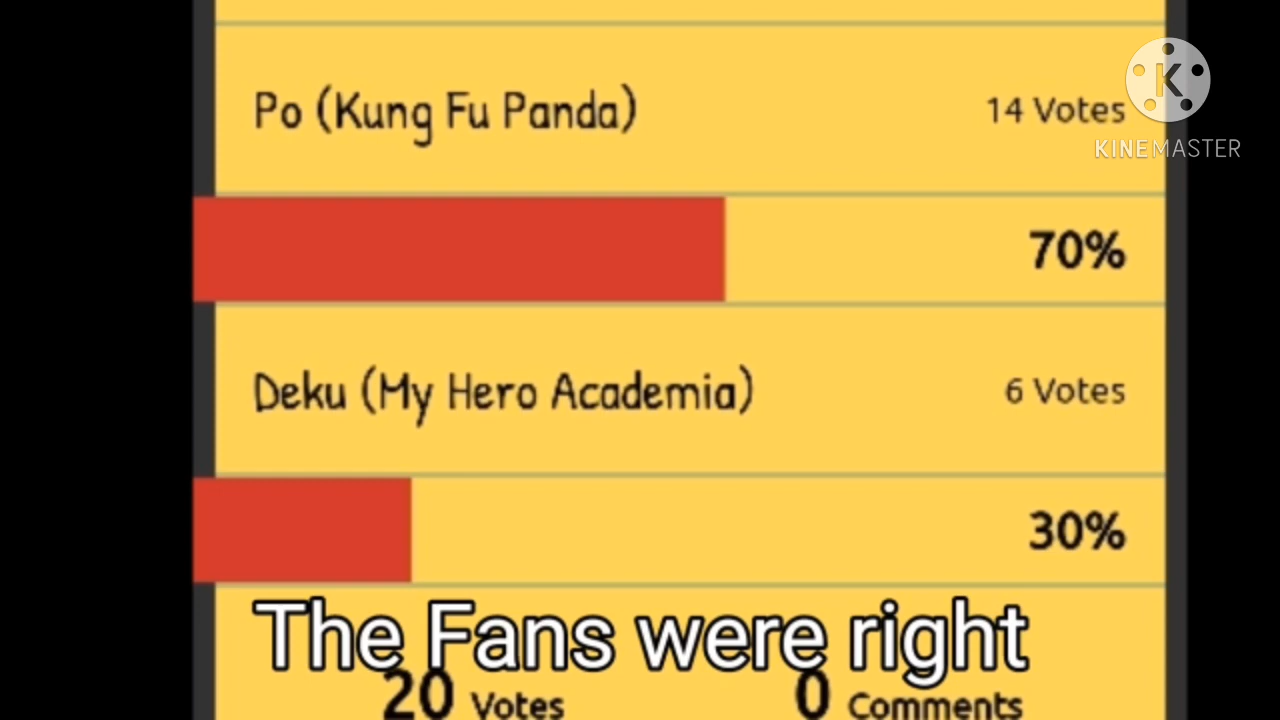 Po (Kung Fu Panda)
14 Votes
K
KINEMASTER
70%
Deku (My Hero Academia)
6 Votes
30%
The Fans were right
20 Votes
0 Comments